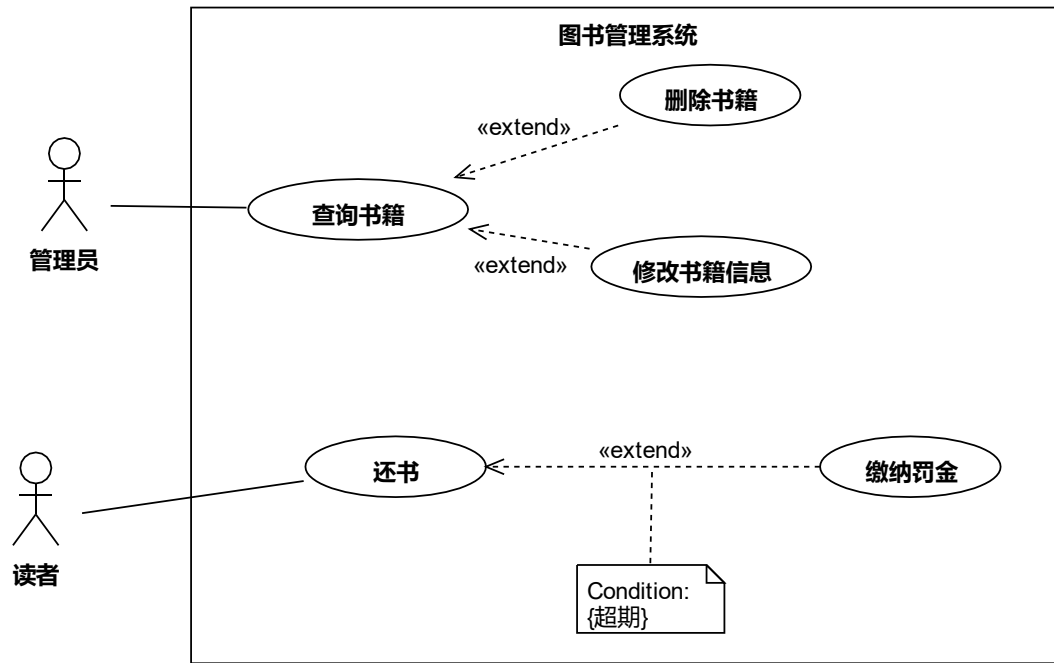 图书管理系统
删除书籍
«extend»
查询书籍
管理员
«extend»
修改书籍信息
«extend»
还书
缴纳罚金
读者
Condition:
{超期}